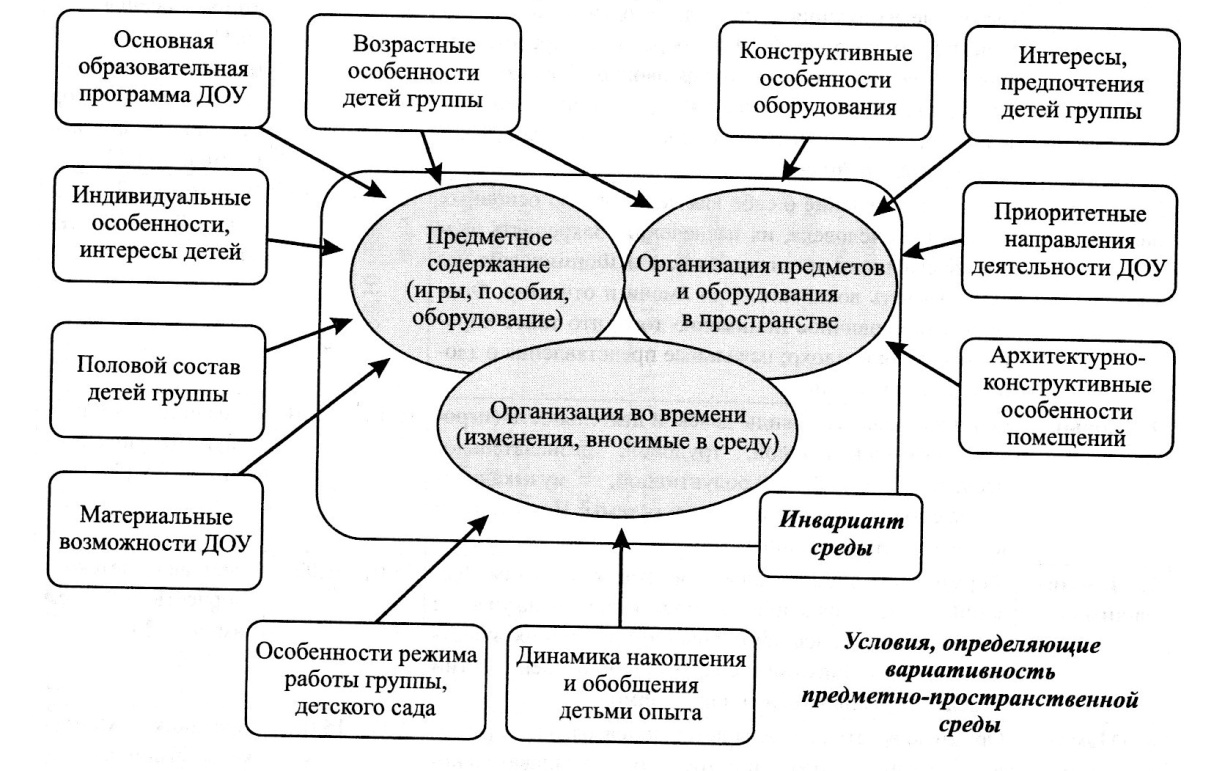 Основная
образовательная
программа ДОУ
Возрастные
особенности
детей группы
Конструктивные
особенности
оборудования
Интересы,
предпочтения
детей группы
Индивидуальные
особенности,
интересы детей
Предметное
содержание
(игры, пособия,
оборудование)
Организация предметов
и оборудования
в пространстве
Приоритетные
направления
деятельности ДОУ
Половой состав
детей группы
Архитектурно-
конструктивные
особенности
помещений
Организация во времени
(изменения, вносимые в среду)
Материальные
возможности ДОУ
Инвариант
среды
Особенности режима
работы группы,
детского сада
Динамика накопления
и обобщения
детьми опыта
Условия, определяющие
вариативность
предметно-пространственной
среды